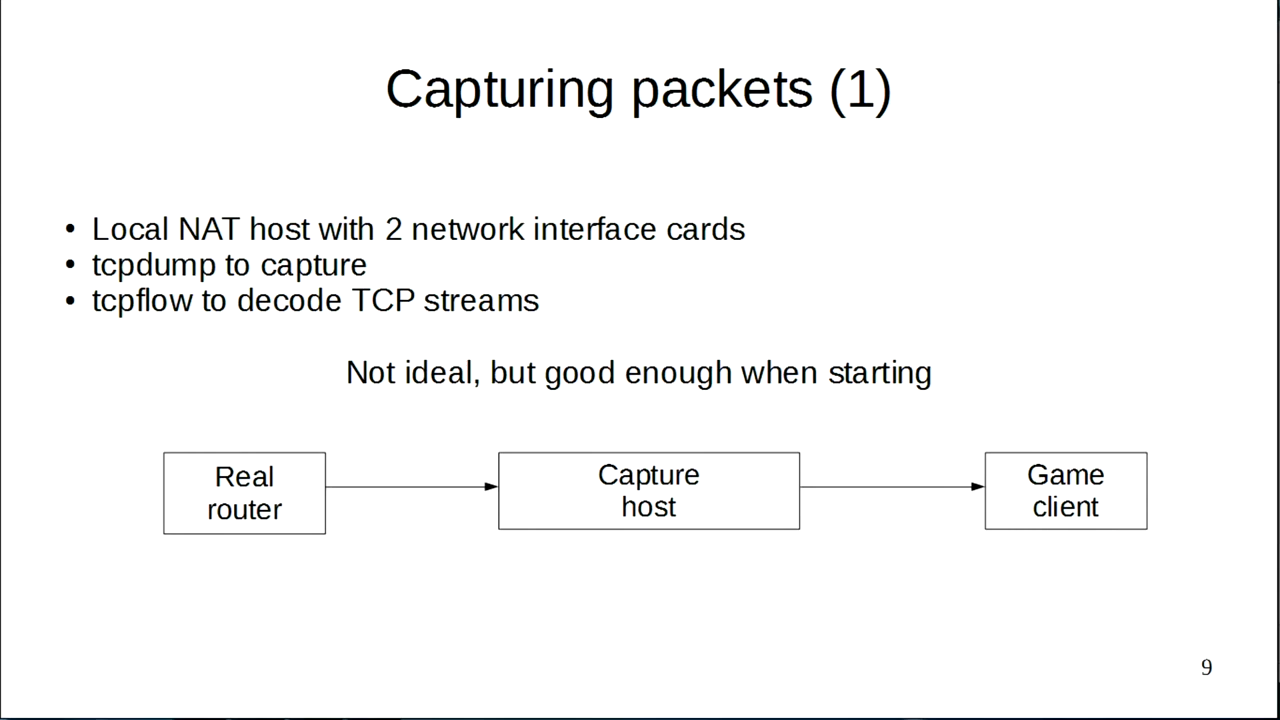 Capturing packets (1)
• Local NAT host with 2 network interface cards
• tcpdump to capture
• tcpflow to decode TCP streams
Not ideal, but good enough when starting
Real
router
Capture
host
Game
client
9